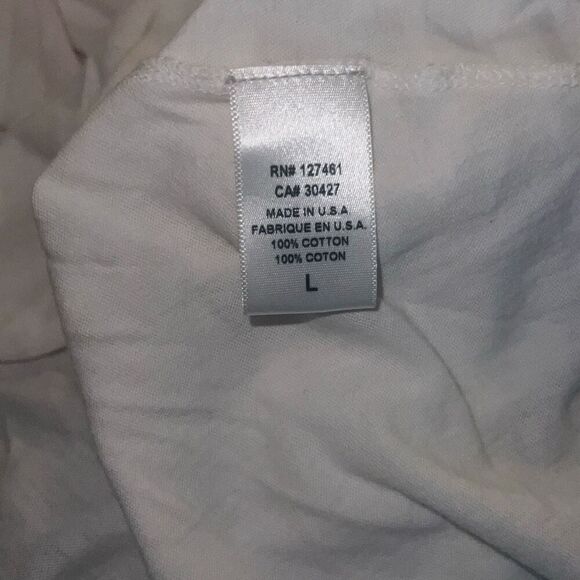 RN# 127461
CA# 30427
MADE IN U.S.A
FABRIQUE EN U.S.A.
100% COTTON
100% COTON
L